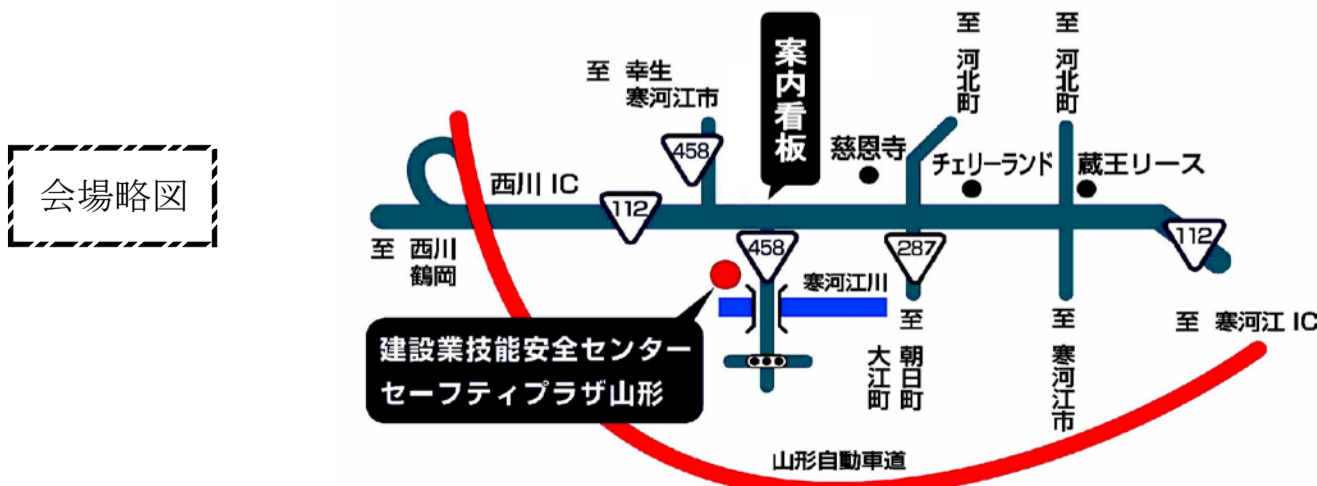 会場略図
至 幸生
寒河江市
案内看板
至 河北町
至 河北町
458
慈恩寺
チェリーランド
蔵王リース
西川 IC
112
至 西川
鶴岡
458
287
112
寒河江川
至 朝日町
大江町
至 寒河江市
至 寒河江 IC
建設業技能安全センター
セーフティプラザ山形
山形自動車道